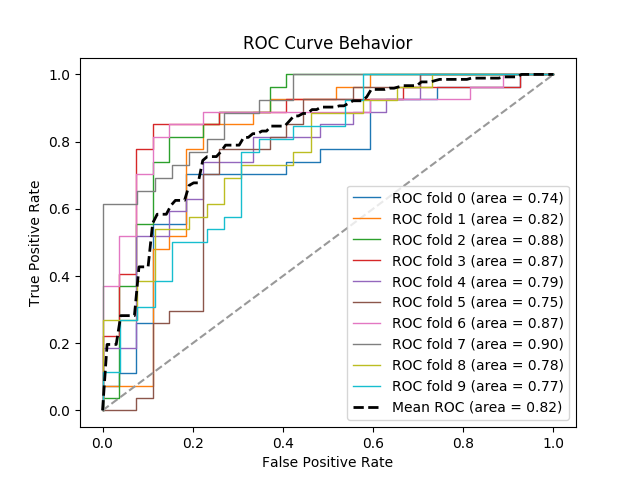 ROC Curve Behavior
True Positive Rate
1.0
0.8
0.6
0.4
0.2
0.0
ROC fold 0 (area = 0.74)
ROC fold 1 (area = 0.82)
ROC fold 2 (area = 0.88)
ROC fold 3 (area = 0.87)
ROC fold 4 (area = 0.79)
ROC fold 5 (area = 0.75)
ROC fold 6 (area = 0.87)
ROC fold 7 (area = 0.90)
ROC fold 8 (area = 0.78)
ROC fold 9 (area = 0.77)
Mean ROC (area = 0.82)
0.0 0.2 0.4 0.6 0.8 1.0
False Positive Rate